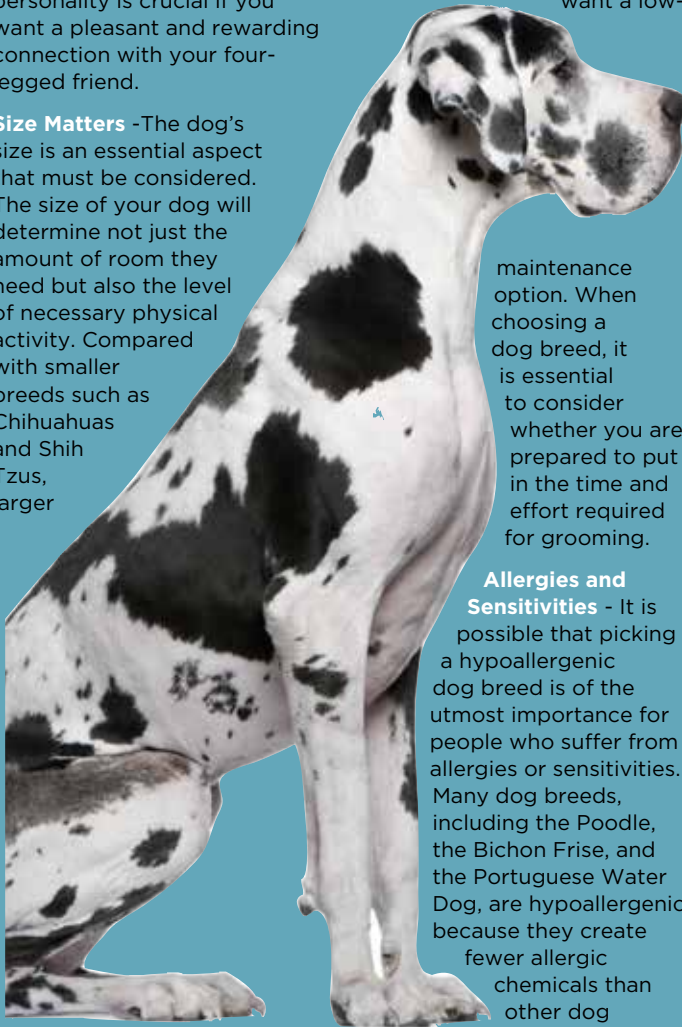 personality is crucial if you
want a pleasant and rewarding
connection with your four-
egged friend.
Size Matters -The dog's
size is an essential aspect
that must be considered.
The size of your dog will
determine not just the
amount of room they
need but also the level
of necessary physical
activity. Compared
with smaller
breeds such as
Chihuahuas
and Shih
Tzus,
arger
want a low-
maintenance
option. When
choosing a
dog breed, it
is essential
to consider
whether you are
prepared to put
in the time and
effort required
for grooming.
Allergies and
Sensitivities - It is
possible that picking
a hypoallergenic
dog breed is of the
utmost importance for
people who suffer from
allergies or sensitivities.
Many dog breeds,
including the Poodle,
the Bichon Frise, and
the Portuguese Water
Dog, are hypoallergenic
because they create
fewer allergic
chemicals than
other dog